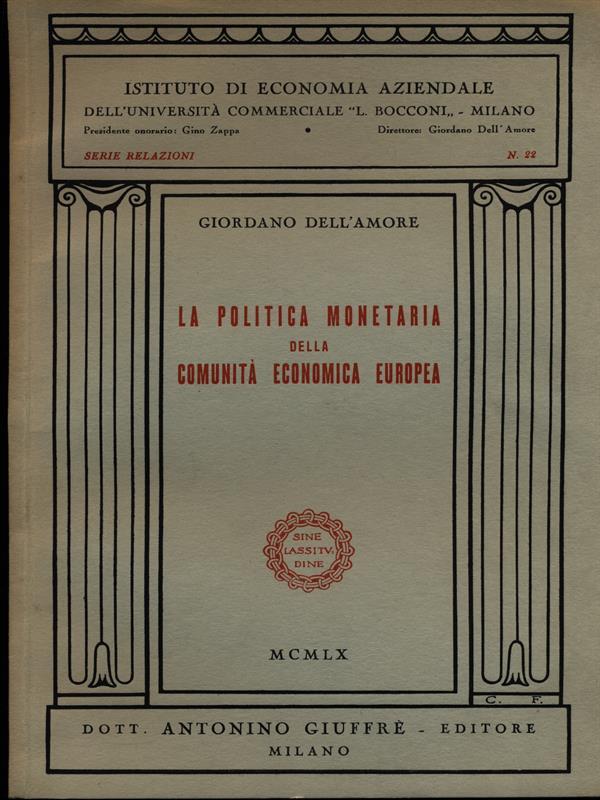 ISTITUTO DI ECONOMIA AZIENDALE
DELL'UNIVERSITÀ COMMERCIALE "L. BOCCONI„ - MILANO
Presidente onorario: Gino Zappa • Direttore: Giordano Dell'Amore
SERIE RELAZIONI N. 22
GIORDANO DELL'AMORE
LA POLITICA MONETARIA
DELLA
COMUNITÀ ECONOMICA EUROPEA
SINE
LASSITV
DINE
MCMLX
C. F.
DOTT. ANTONINO GIUFFRÈ - EDITORE
MILANO